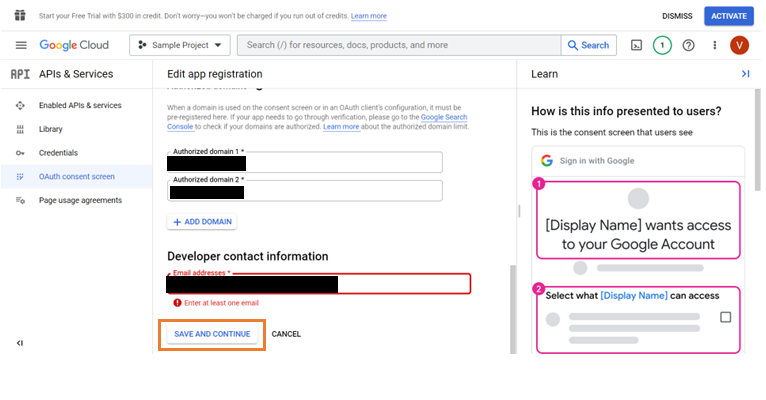 Start your Free Trial with $300 in credit. Don't worry—you won't be charged if you run out of credits. Learn more
DISMISS
ACTIVATE
Google Cloud
Sample Project
Search (/) for resources, docs, products, and more
Search
1
V
API APIs & Services
Enabled APIs & services
Library
Credentials
OAuth consent screen
Page usage agreements
Edit app registration
When a domain is used on the consent screen or in an OAuth client's configuration, it must be
pre-registered here. If your app needs to go through verification, please go to the Google Search
Console to check if your domains are authorized. Learn more about the authorized domain limit.
Authorized domain 1 *
Authorized domain 2 *
+ ADD DOMAIN
Developer contact information
Email addresses *
Enter at least one email
SAVE AND CONTINUE
CANCEL
Learn
How is this info presented to users?
This is the consent screen that users see
G Sign in with Google
1
[Display Name] wants access
to your Google Account
2
Select what [Display Name] can access